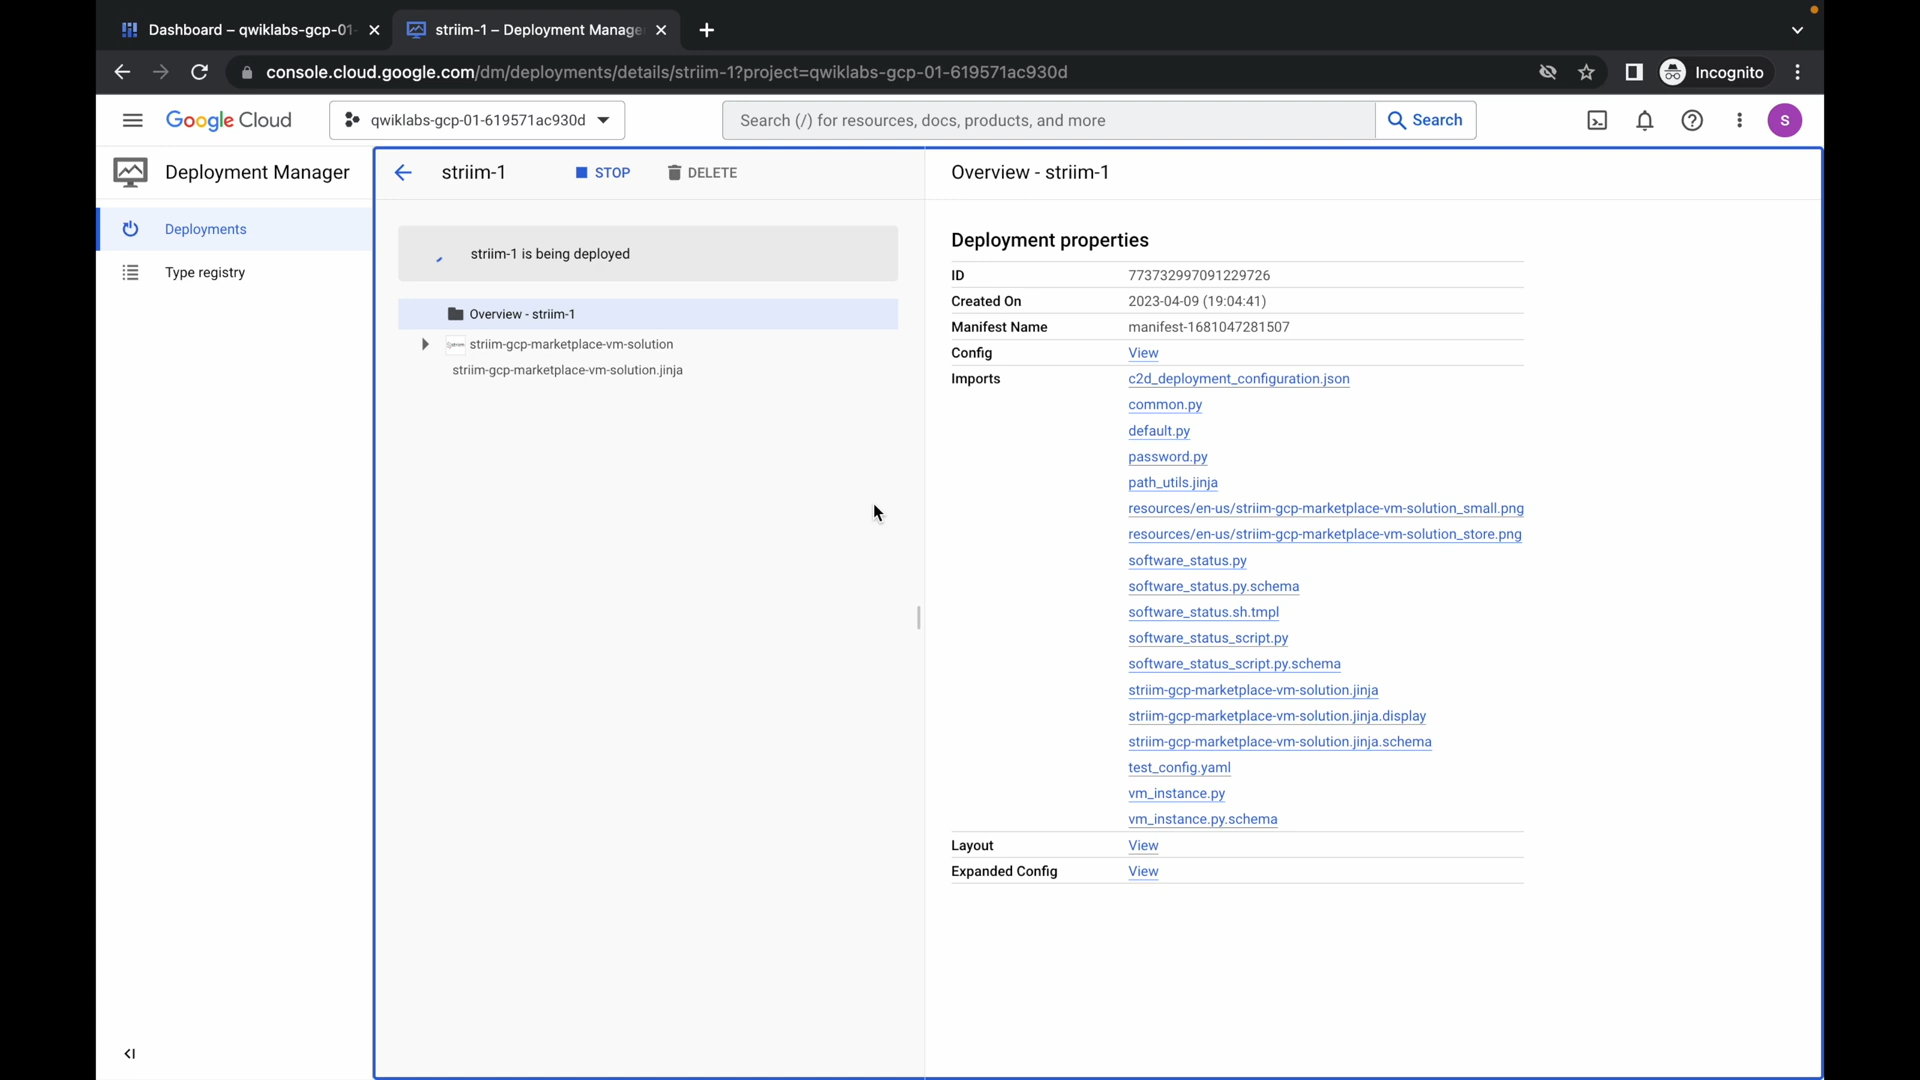 Dashboard – qwiklabs-gcp-01-
striim-1 – Deployment Manage
console.cloud.google.com/dm/deployments/details/striim-1?project=qwiklabs-gcp-01-619571ac930d
Incognito
Google Cloud
qwiklabs-gcp-01-619571ac930d
Search (/) for resources, docs, products, and more
Search
S
Deployment Manager
striim-1
STOP
DELETE
Overview - striim-1
Deployments
Type registry
striim-1 is being deployed
Overview - striim-1
striim-gcp-marketplace-vm-solution
striim-gcp-marketplace-vm-solution.jinja
Deployment properties
ID 773732997091229726
Created On 2023-04-09 (19:04:41)
Manifest Name manifest-1681047281507
Config View
Imports c2d_deployment_configuration.json
common.py
default.py
password.py
path_utils.jinja
resources/en-us/striim-gcp-marketplace-vm-solution_small.png
resources/en-us/striim-gcp-marketplace-vm-solution_store.png
software_status.py
software_status.py.schema
software_status.sh.tmpl
software_status_script.py
software_status_script.py.schema
striim-gcp-marketplace-vm-solution.jinja
striim-gcp-marketplace-vm-solution.jinja.display
striim-gcp-marketplace-vm-solution.jinja.schema
test_config.yaml
vm_instance.py
vm_instance.py.schema
Layout View
Expanded Config View